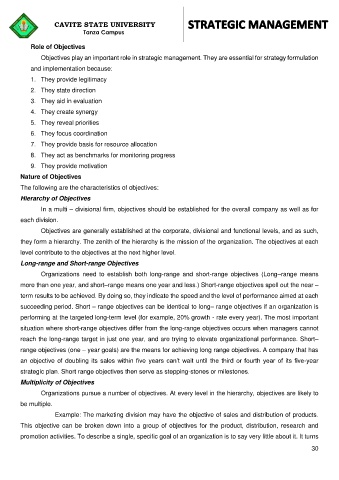 CAVITE STATE UNIVERSITY
Tanza Campus
STRATEGIC MANAGEMENT
Role of Objectives
Objectives play an important role in strategic management. They are essential for strategy formulation
and implementation because:
1. They provide legitimacy
2. They state direction
3. They aid in evaluation
4. They create synergy
5. They reveal priorities
6. They focus coordination
7. They provide basis for resource allocation
8. They act as benchmarks for monitoring progress
9. They provide motivation
Nature of Objectives
The following are the characteristics of objectives:
Hierarchy of Objectives
In a multi – divisional firm, objectives should be established for the overall company as well as for
each division.
Objectives are generally established at the corporate, divisional and functional levels, and as such,
they form a hierarchy. The zenith of the hierarchy is the mission of the organization. The objectives at each
level contribute to the objectives at the next higher level.
Long-range and Short-range Objectives
Organizations need to establish both long-range and short-range objectives (Long–range means
more than one year, and short–range means one year and less.) Short-range objectives spell out the near –
term results to be achieved. By doing so, they indicate the speed and the level of performance aimed at each
succeeding period. Short – range objectives can be identical to long– range objectives if an organization is
performing at the targeted long-term level (for example, 20% growth - rate every year). The most important
situation where short-range objectives differ from the long-range objectives occurs when managers cannot
reach the long-range target in just one year, and are trying to elevate organizational performance. Short–
range objectives (one – year goals) are the means for achieving long range objectives. A company that has
an objective of doubling its sales within five years can't wait until the third or fourth year of its five-year
strategic plan. Short range objectives then serve as stepping-stones or milestones.
Multiplicity of Objectives
Organizations pursue a number of objectives. At every level in the hierarchy, objectives are likely to
be multiple.
Example: The marketing division may have the objective of sales and distribution of products.
This objective can be broken down into a group of objectives for the product, distribution, research and
promotion activities. To describe a single, specific goal of an organization is to say very little about it. It turns
30